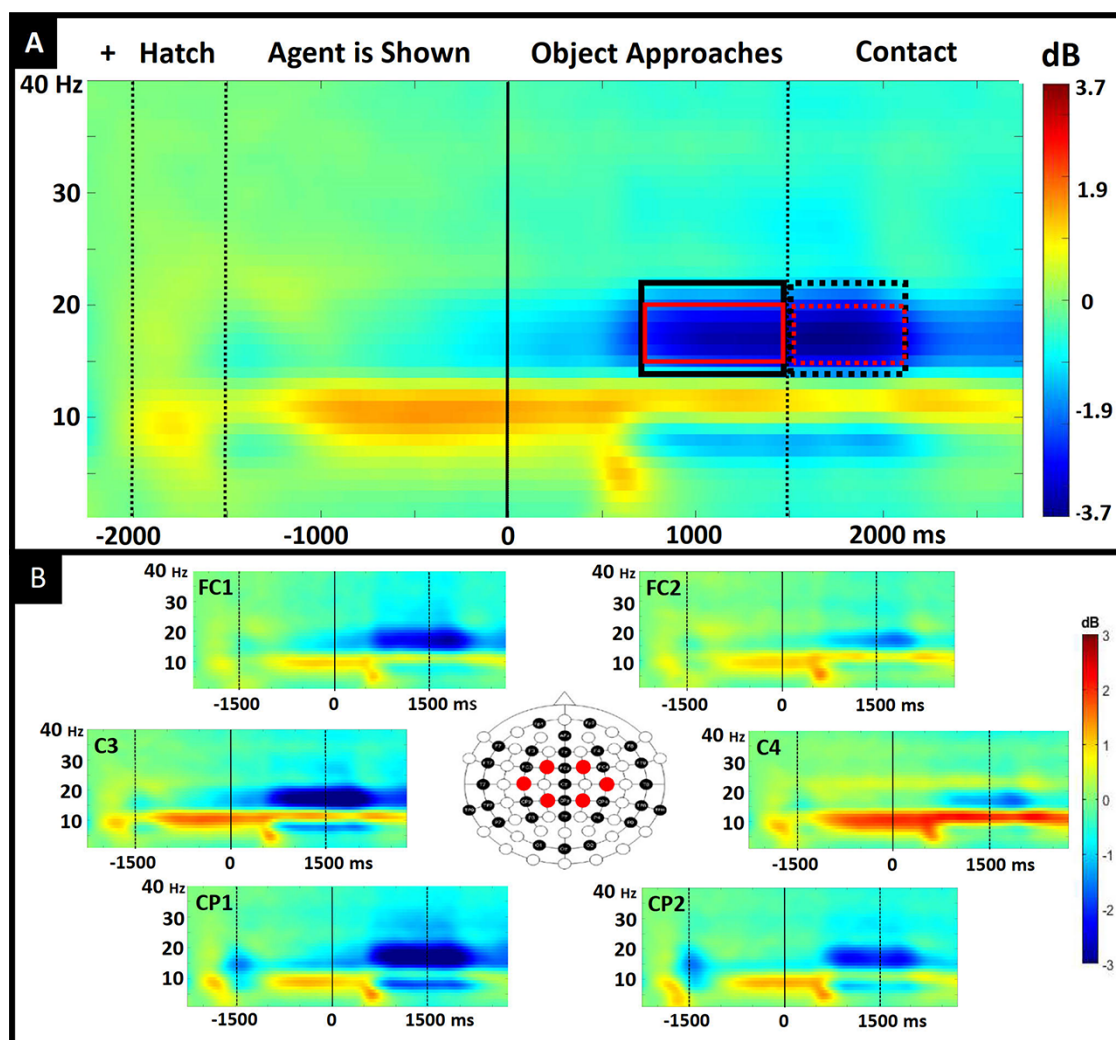 A
+ Hatch Agent is Shown Object Approaches Contact dB
40 Hz
30
20
10
-2000 -1000 0 1000 2000 ms
3.7
1.9
0
-1.9
-3.7
B
FC1
40 Hz
30
20
10
-1500 0 1500 ms
FC2
40 Hz
30
20
10
-1500 0 1500 ms
C3
40 Hz
30
20
10
-1500 0 1500 ms
C4
40 Hz
30
20
10
-1500 0 1500 ms
CP1
40 Hz
30
20
10
-1500 0 1500 ms
CP2
40 Hz
30
20
10
-1500 0 1500 ms
dB
3
2
1
0
-1
-2
-3